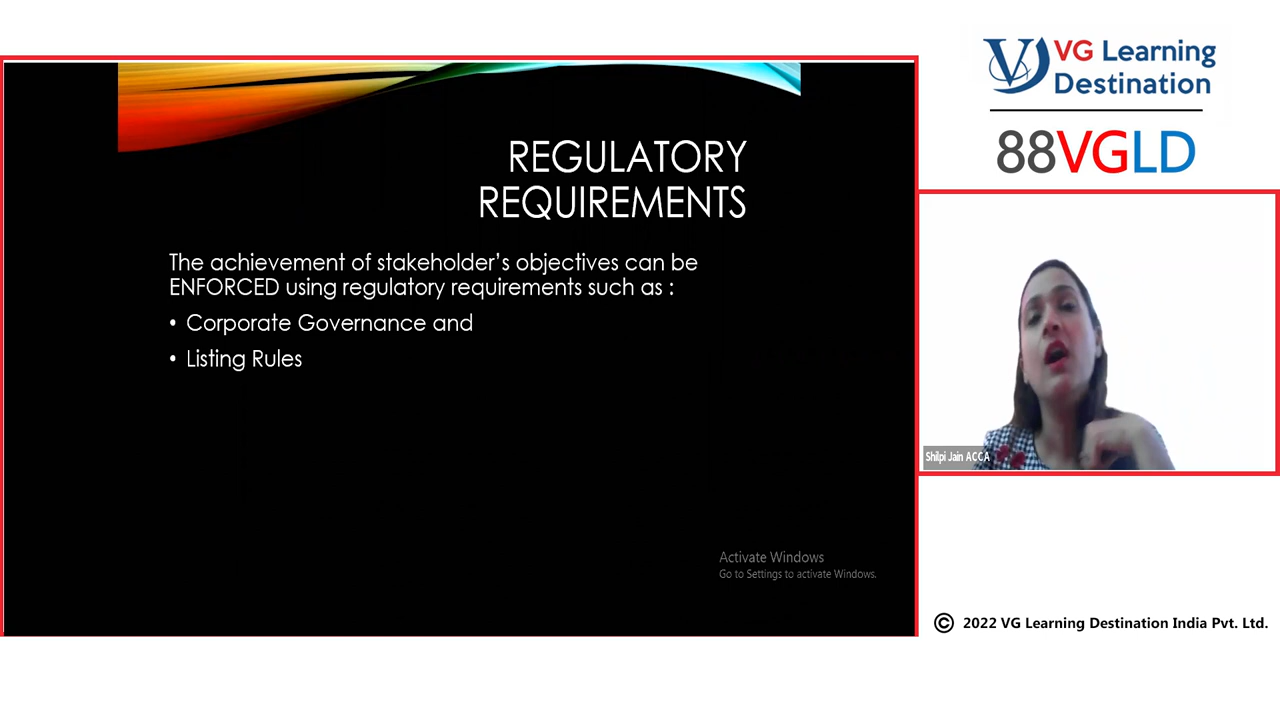 REGULATORY
REQUIREMENTS
The achievement of stakeholder’s objectives can be
ENFORCED using regulatory requirements such as :
• Corporate Governance and
• Listing Rules
Activate Windows
Go to Settings to activate Windows.
VG Learning
Destination
88VGLD
Shilpi Jain ACCA
© 2022 VG Learning Destination India Pvt. Ltd.